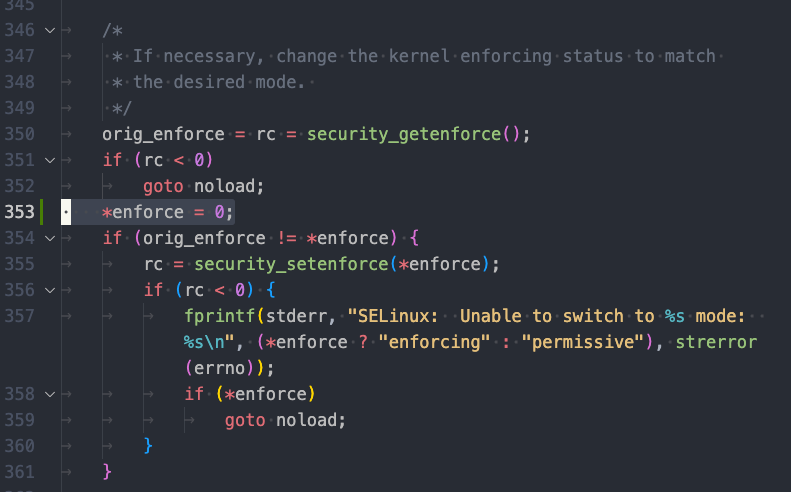 345
346 /*
347 * If necessary, change the kernel enforcing status to match
348 * the desired mode.
349 */
350 orig_enforce = rc = security_getenforce();
351 if (rc < 0)
352 goto noload;
353 *enforce = 0;
354 if (orig_enforce != *enforce) {
355 rc = security_setenforce(*enforce);
356 if (rc < 0) {
357 fprintf(stderr, "SELinux:  Unable to switch to %s mode:
%s\n", (*enforce ? "enforcing" : "permissive"), strerror
(errno));
358 if (*enforce)
359 goto noload;
360 }
361 }